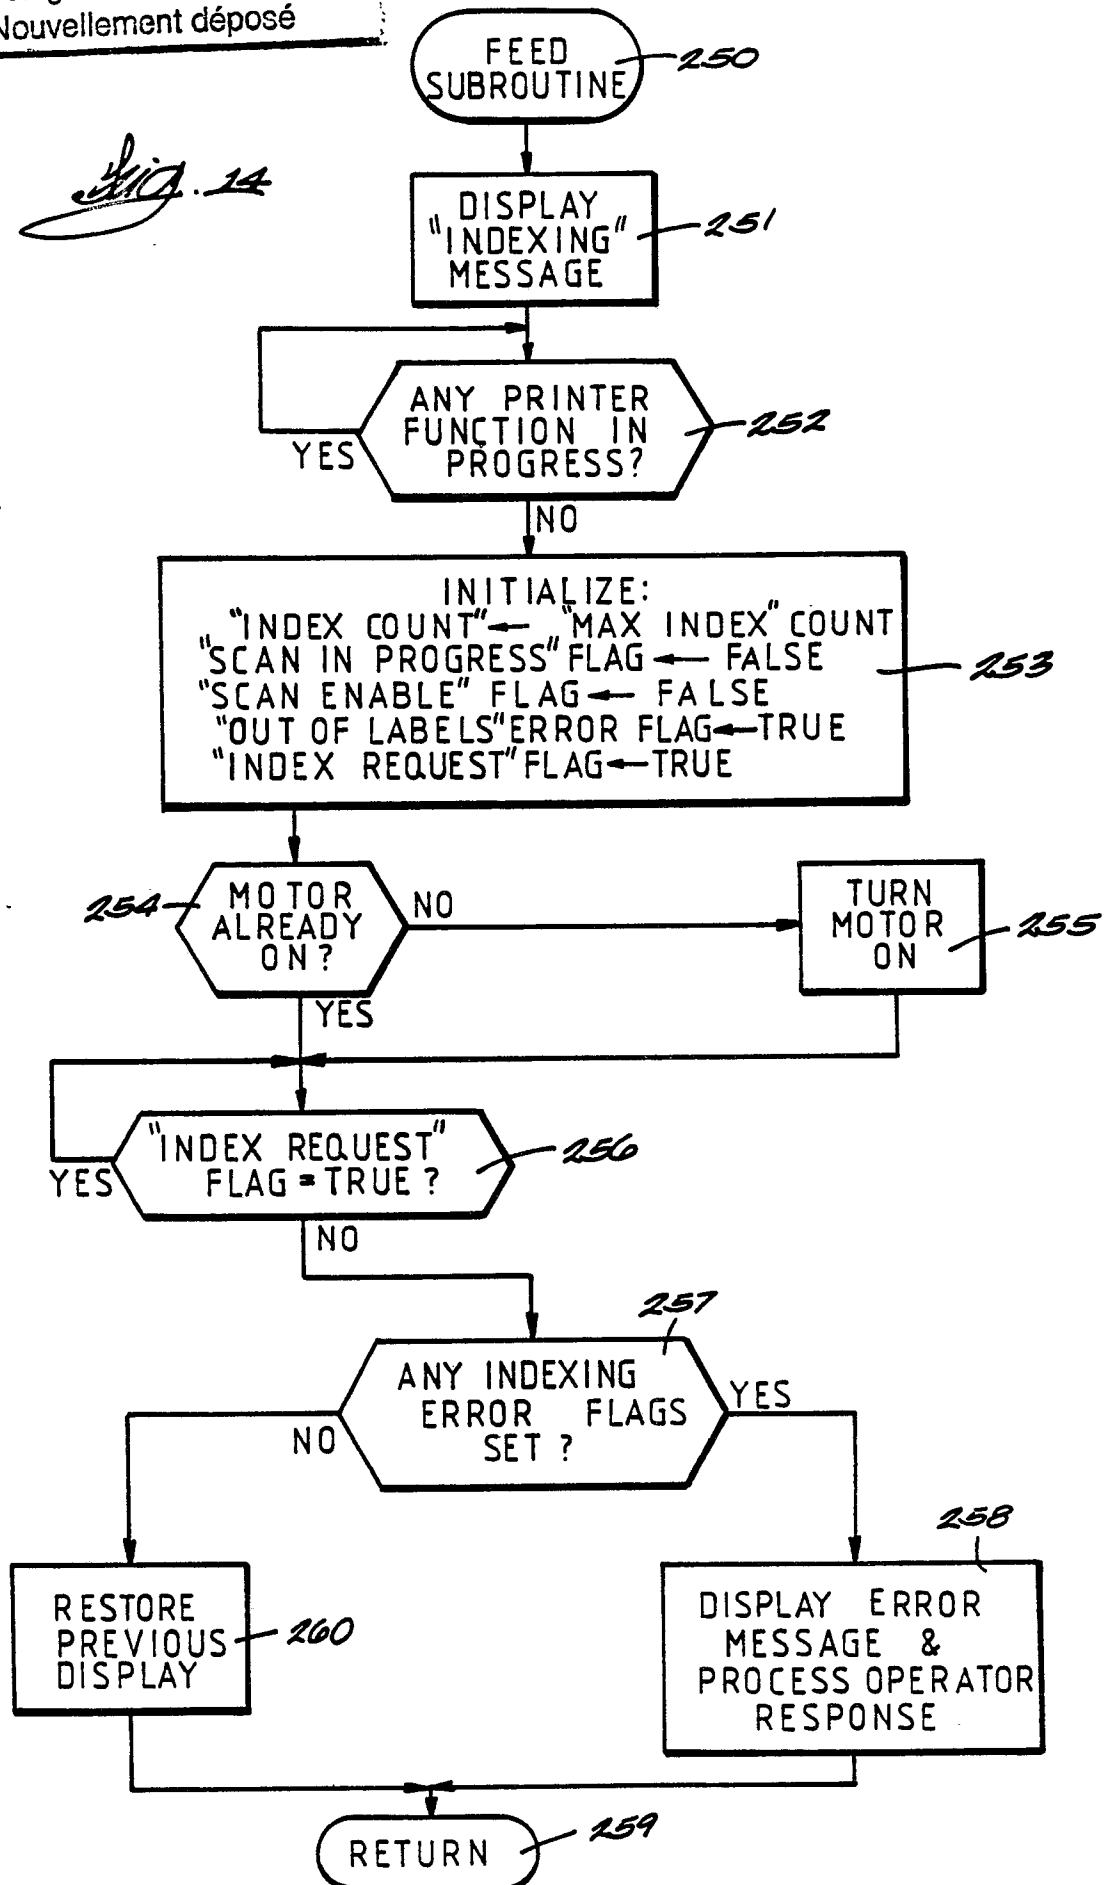 Nouvellement déposé
Fig. 14
FEED
SUBROUTINE
250
DISPLAY
"INDEXING"
MESSAGE
251
ANY PRINTER
FUNCTION IN
PROGRESS?
252
YES
NO
INITIALIZE:
"INDEX COUNT"← "MAX INDEX" COUNT
"SCAN IN PROGRESS" FLAG ← FALSE
"SCAN ENABLE" FLAG ← FALSE
"OUT OF LABELS" ERROR FLAG ← TRUE
"INDEX REQUEST" FLAG ← TRUE
253
254
MOTOR
ALREADY
ON?
NO
TURN
MOTOR
ON
255
YES
"INDEX REQUEST"
FLAG = TRUE ?
256
YES
NO
257
ANY INDEXING
ERROR FLAGS
SET ?
YES
NO
258
RESTORE
PREVIOUS
DISPLAY
260
DISPLAY ERROR
MESSAGE &
PROCESS OPERATOR
RESPONSE
RETURN
259